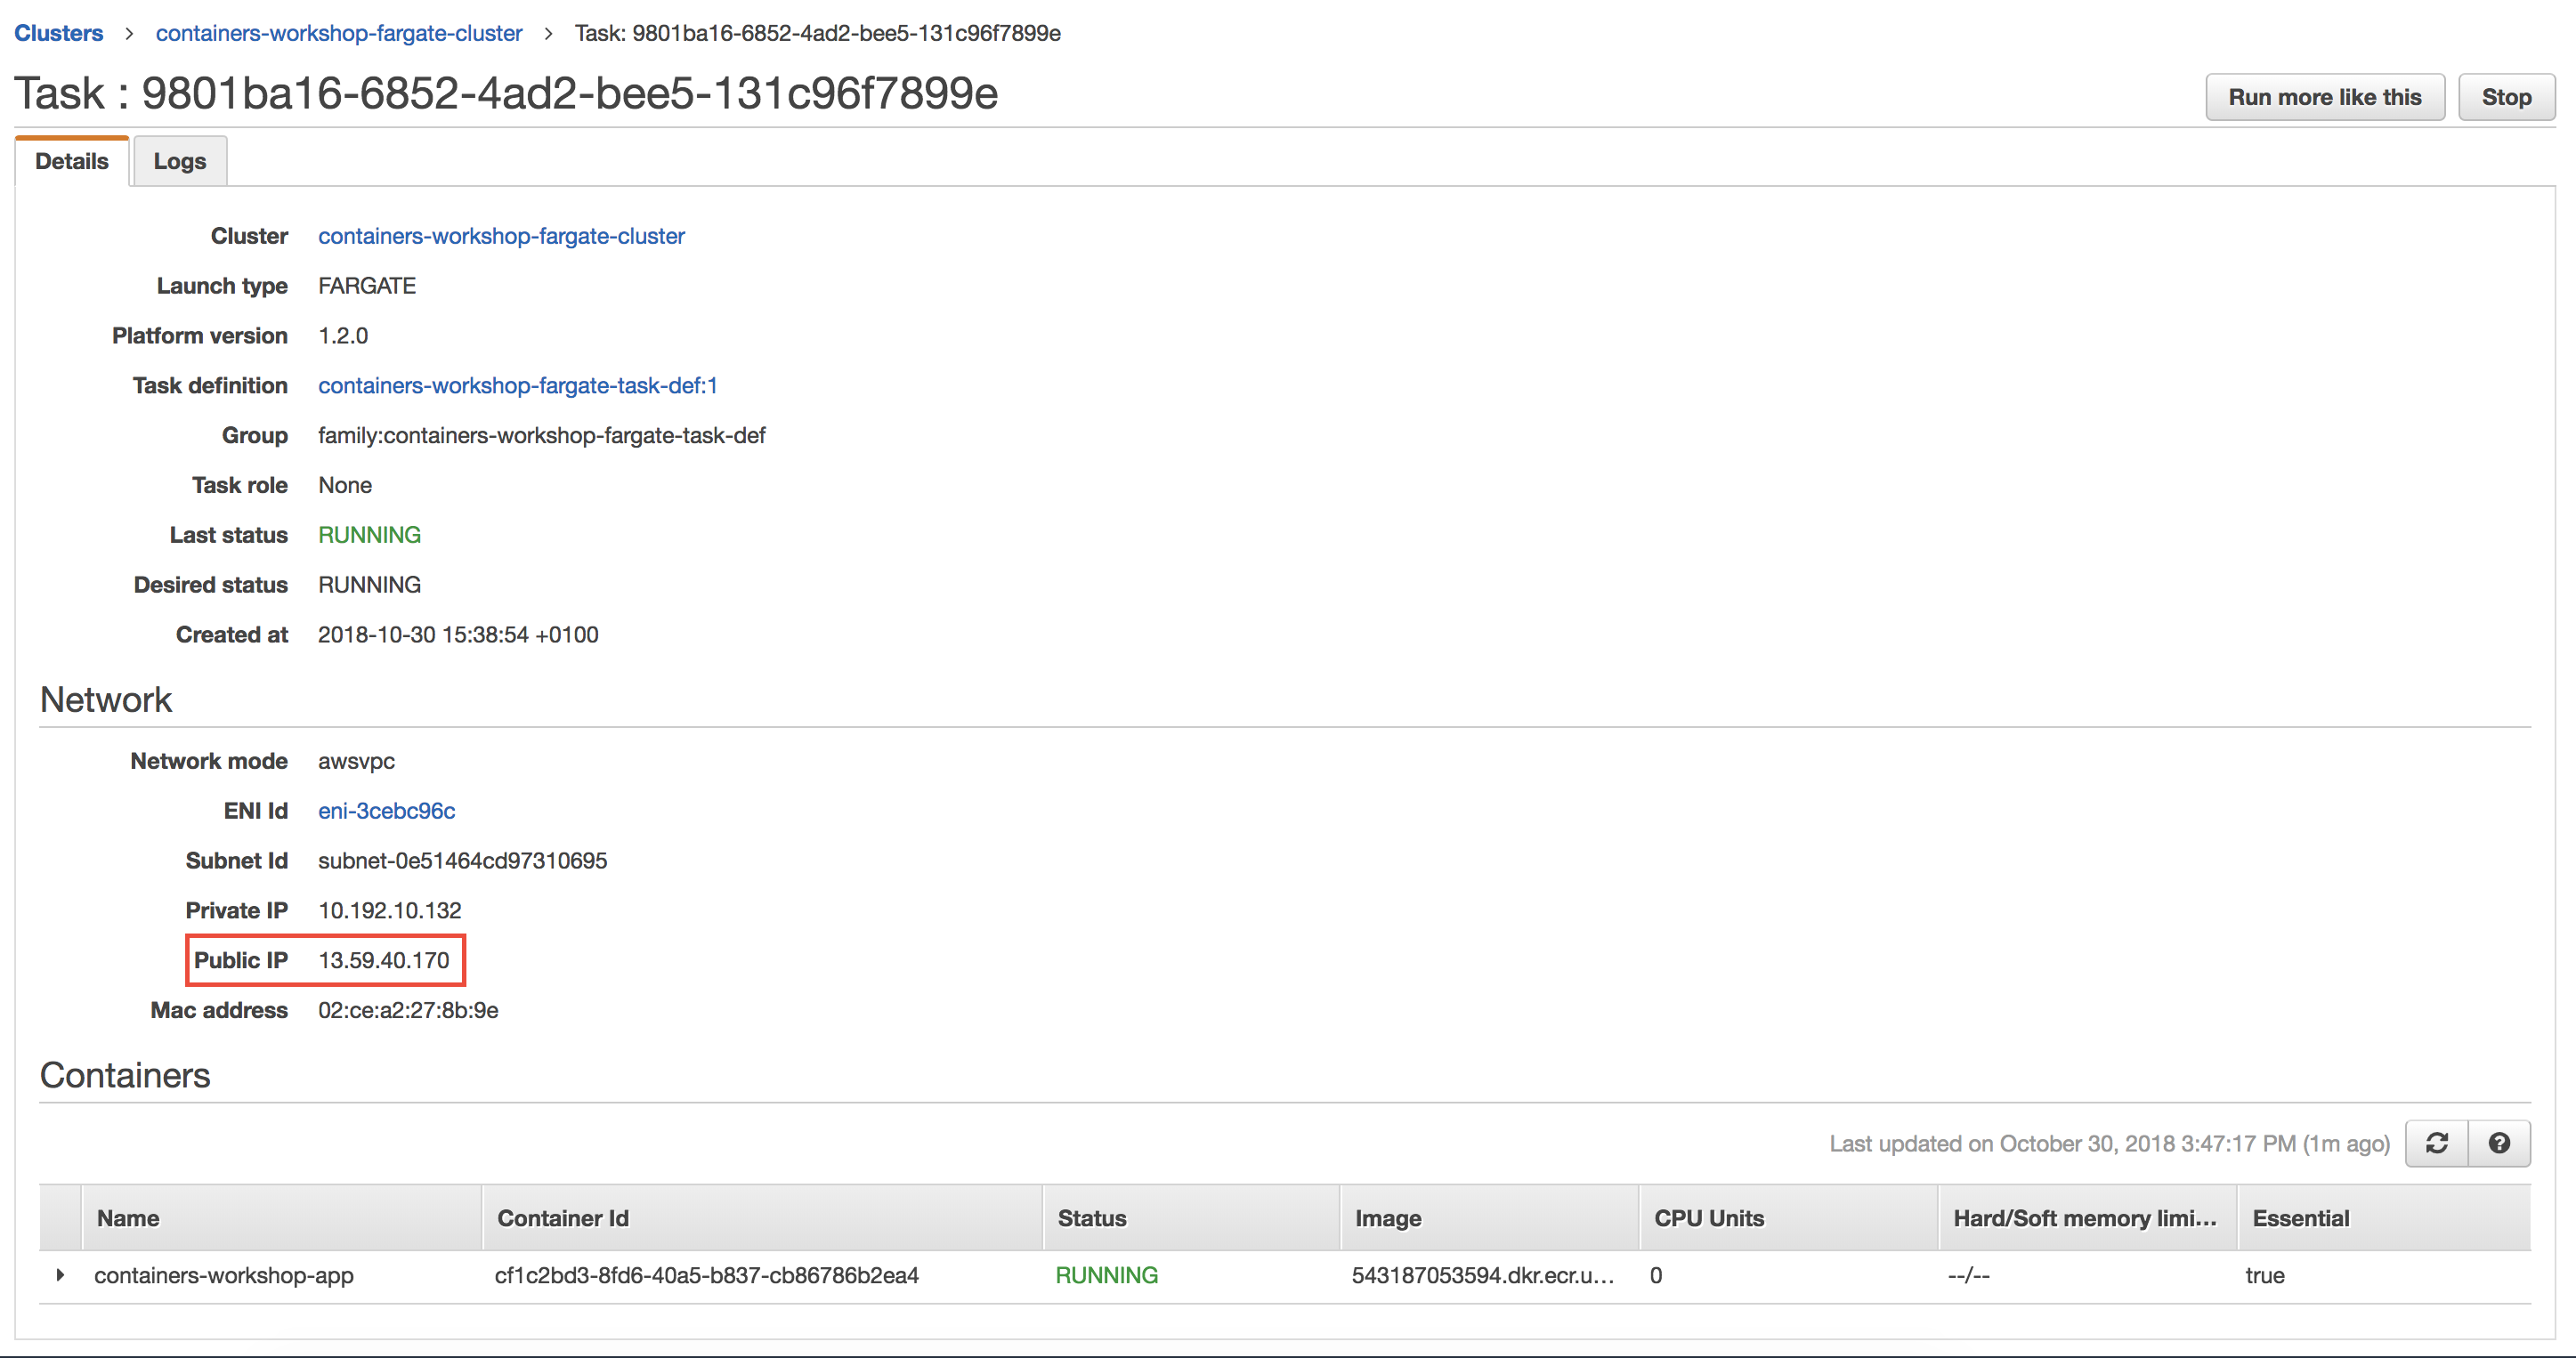 Clusters > containers-workshop-fargate-cluster > Task: 9801ba16-6852-4ad2-bee5-131c96f7899e
Task : 9801ba16-6852-4ad2-bee5-131c96f7899e
Run more like this Stop
Details Logs
Cluster containers-workshop-fargate-cluster
Launch type FARGATE
Platform version 1.2.0
Task definition containers-workshop-fargate-task-def:1
Group family:containers-workshop-fargate-task-def
Task role None
Last status RUNNING
Desired status RUNNING
Created at 2018-10-30 15:38:54 +0100
Network
Network mode awsvpc
ENI Id eni-3cebc96c
Subnet Id subnet-0e51464cd97310695
Private IP 10.192.10.132
Public IP 13.59.40.170
Mac address 02:ce:a2:27:8b:9e
Containers
Last updated on October 30, 2018 3:47:17 PM (1m ago)
Name Container Id Status Image CPU Units Hard/Soft memory limi... Essential
containers-workshop-app cf1c2bd3-8fd6-40a5-b837-cb86786b2ea4 RUNNING 543187053594.dkr.ecr.u... 0 --/-- true